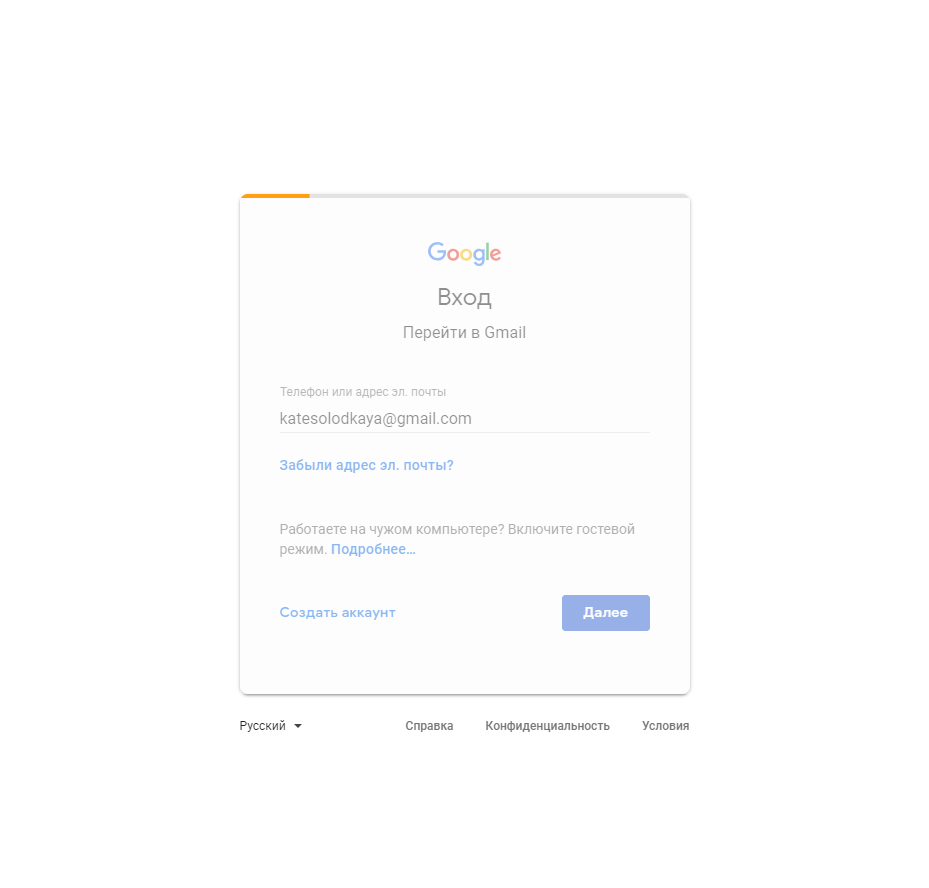 Google
Вход
Перейти в Gmail
Телефон или адрес эл. почты
katesolodkaya@gmail.com
Забыли адрес эл. почты?
Работаете на чужом компьютере? Включите гостевой
режим. Подробнее…
Создать аккаунт
Далее
Русский
Справка
Конфиденциальность
Условия